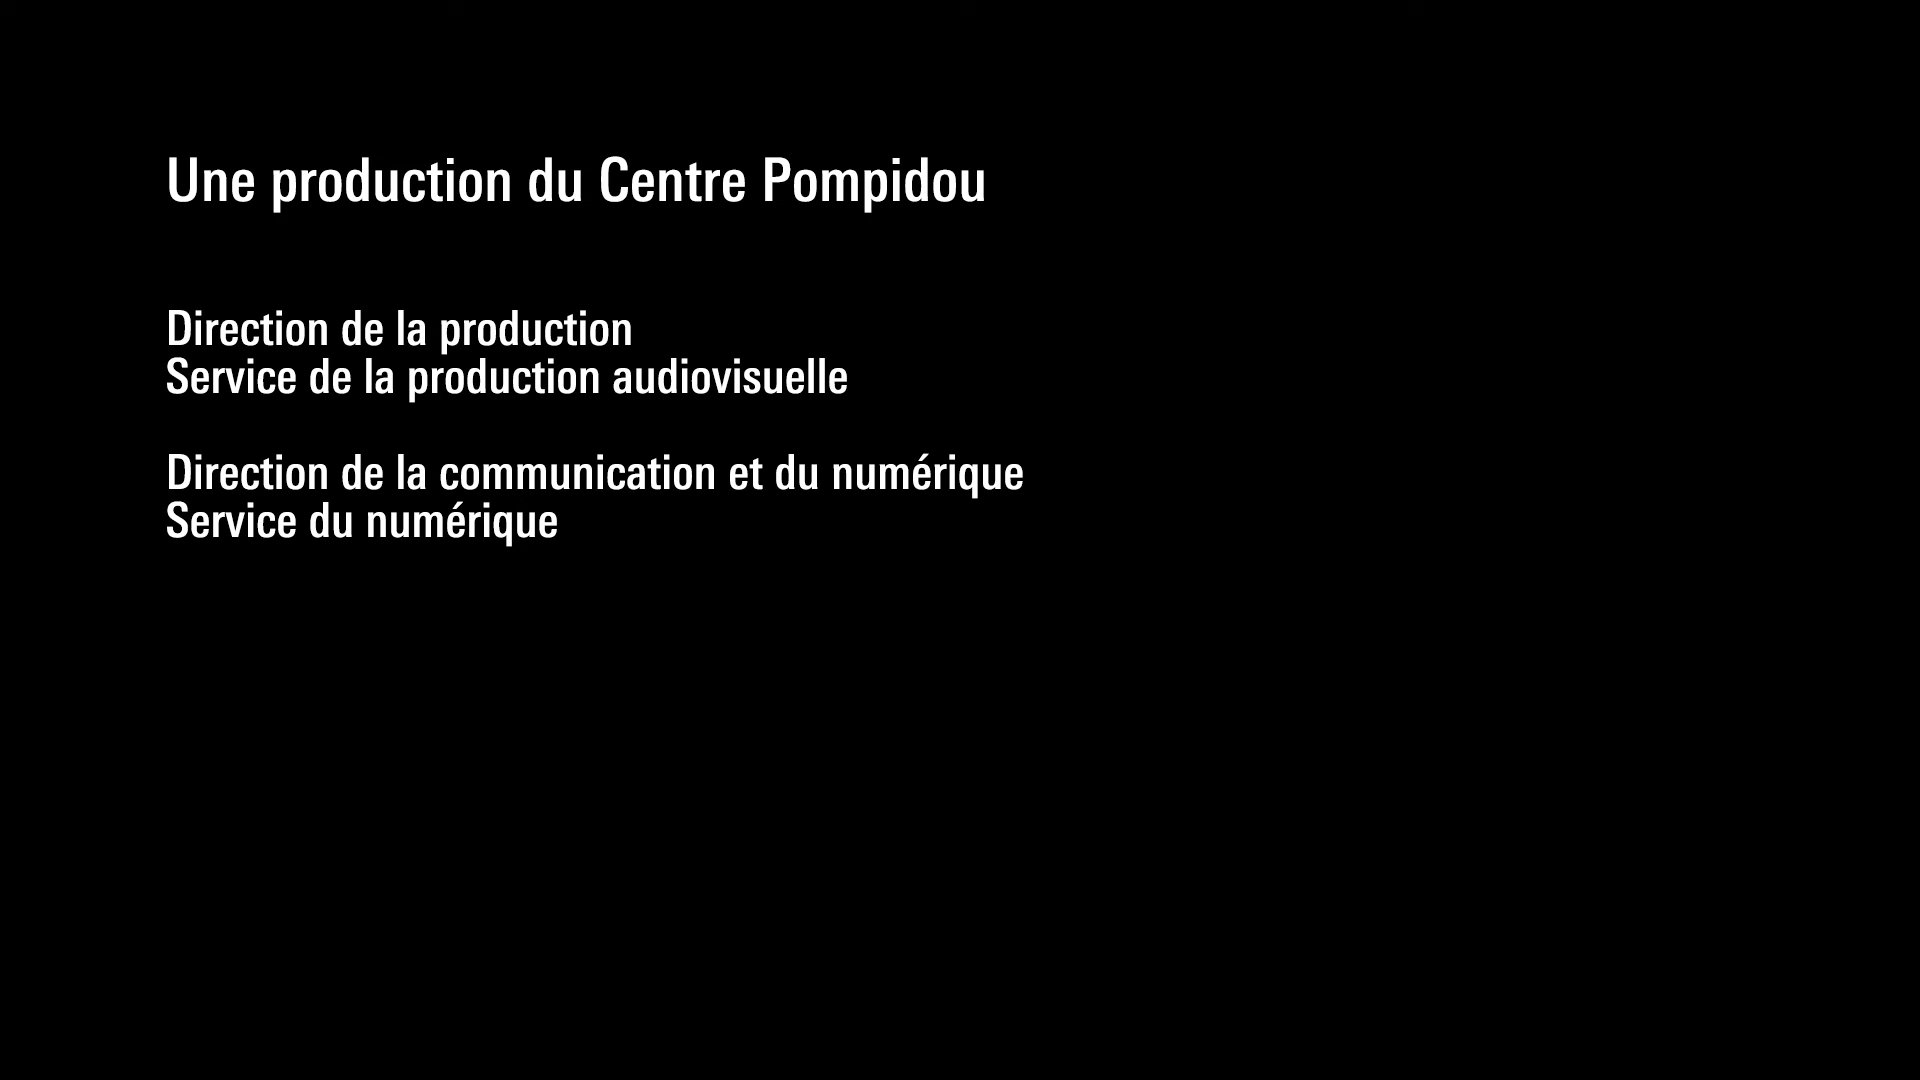 Une production du Centre Pompidou
Direction de la production
Service de la production audiovisuelle
Direction de la communication et du numérique
Service du numérique